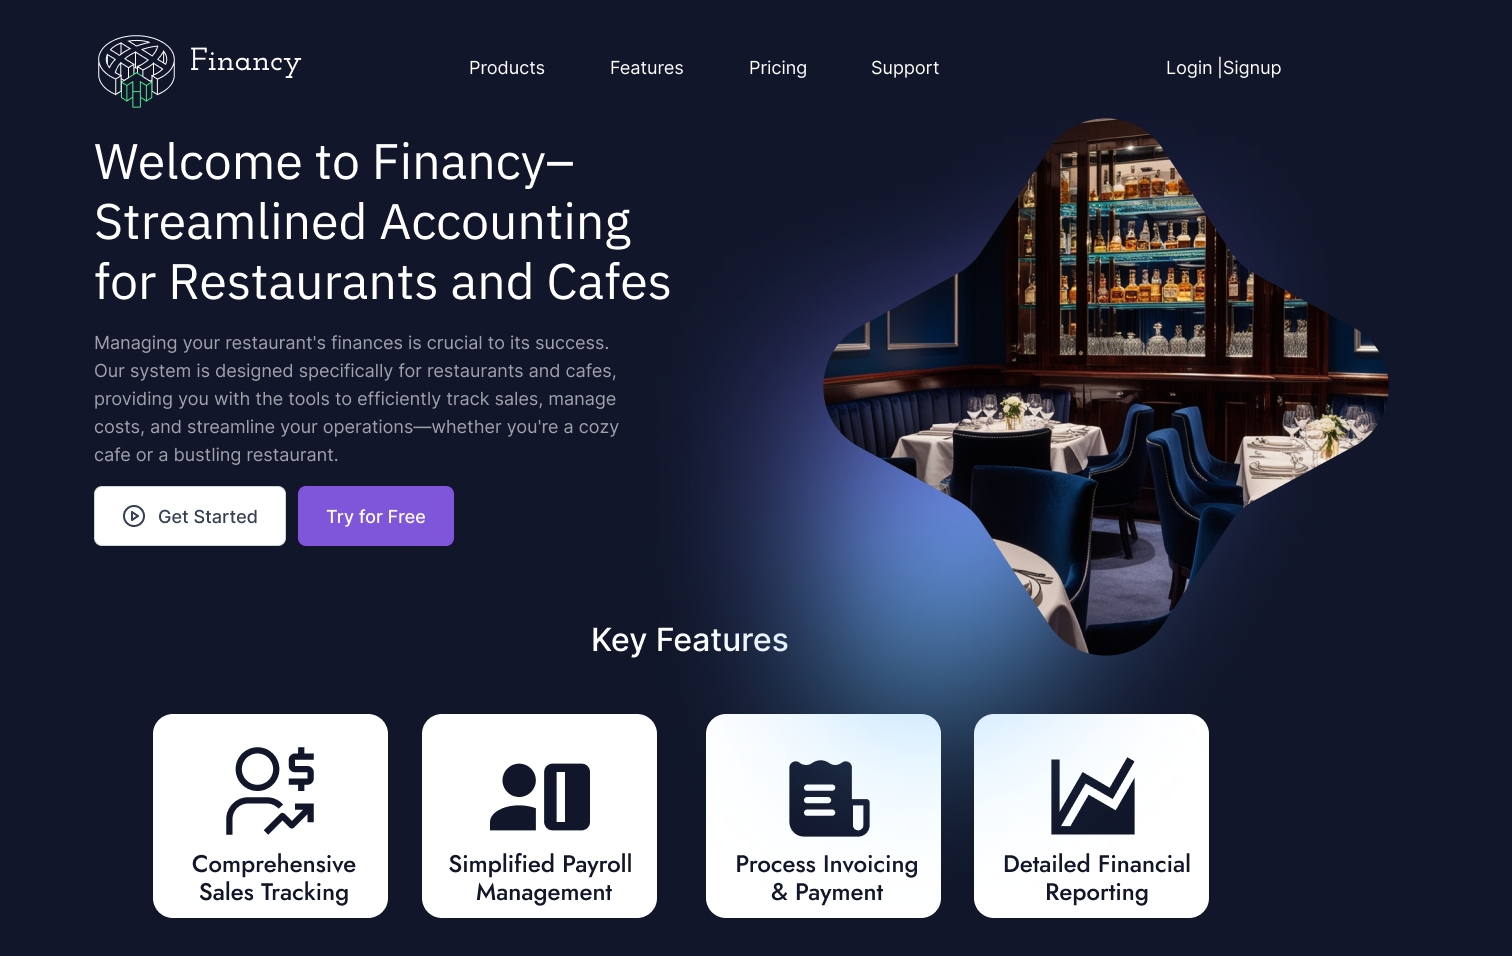 Financy
Products
Features
Pricing
Support
Login |Signup
Welcome to Financy–
Streamlined Accounting
for Restaurants and Cafes
Managing your restaurant's finances is crucial to its success.
Our system is designed specifically for restaurants and cafes,
providing you with the tools to efficiently track sales, manage
costs, and streamline your operations—whether you're a cozy
cafe or a bustling restaurant.
Get Started
Try for Free
Key Features
Comprehensive
Sales Tracking
Simplified Payroll
Management
Process Invoicing
& Payment
Detailed Financial
Reporting